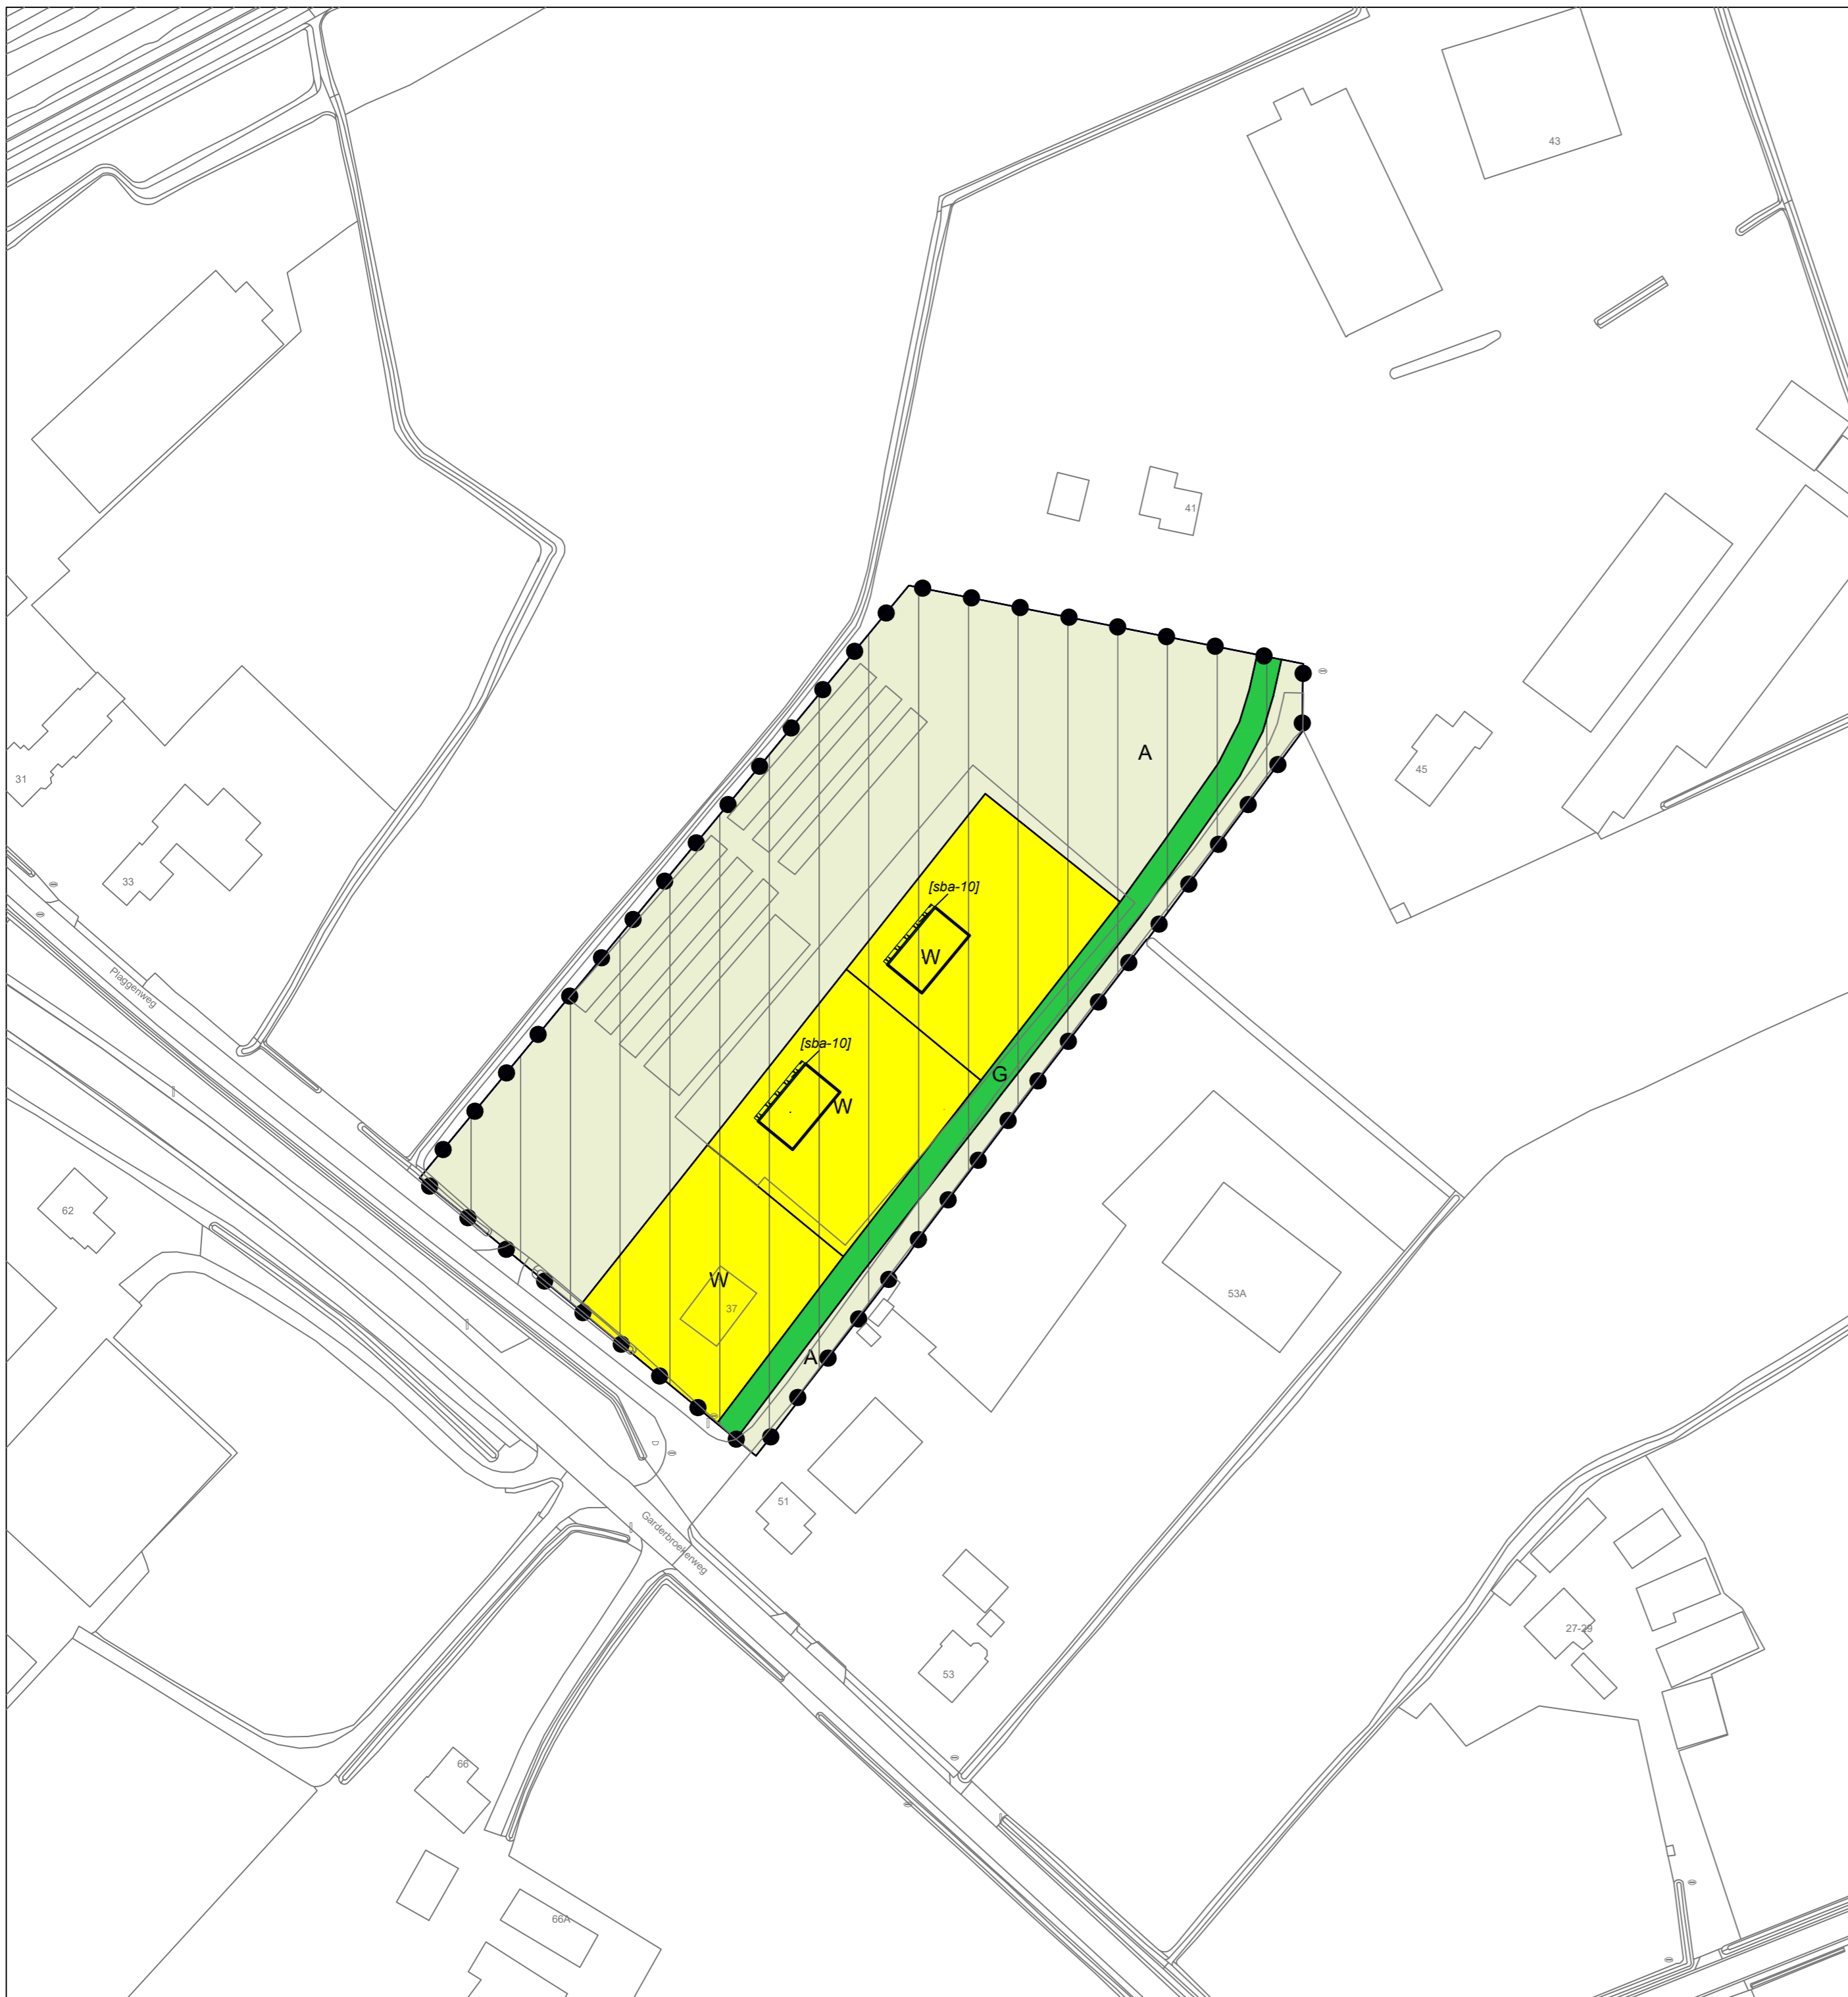 43
41
A
45
31
33
[sba-10]
W
Plaggenweg
[sba-10]
W
G
62
W
37
53A
A
51
Garderbroekerweg
53
27-29
66
66A